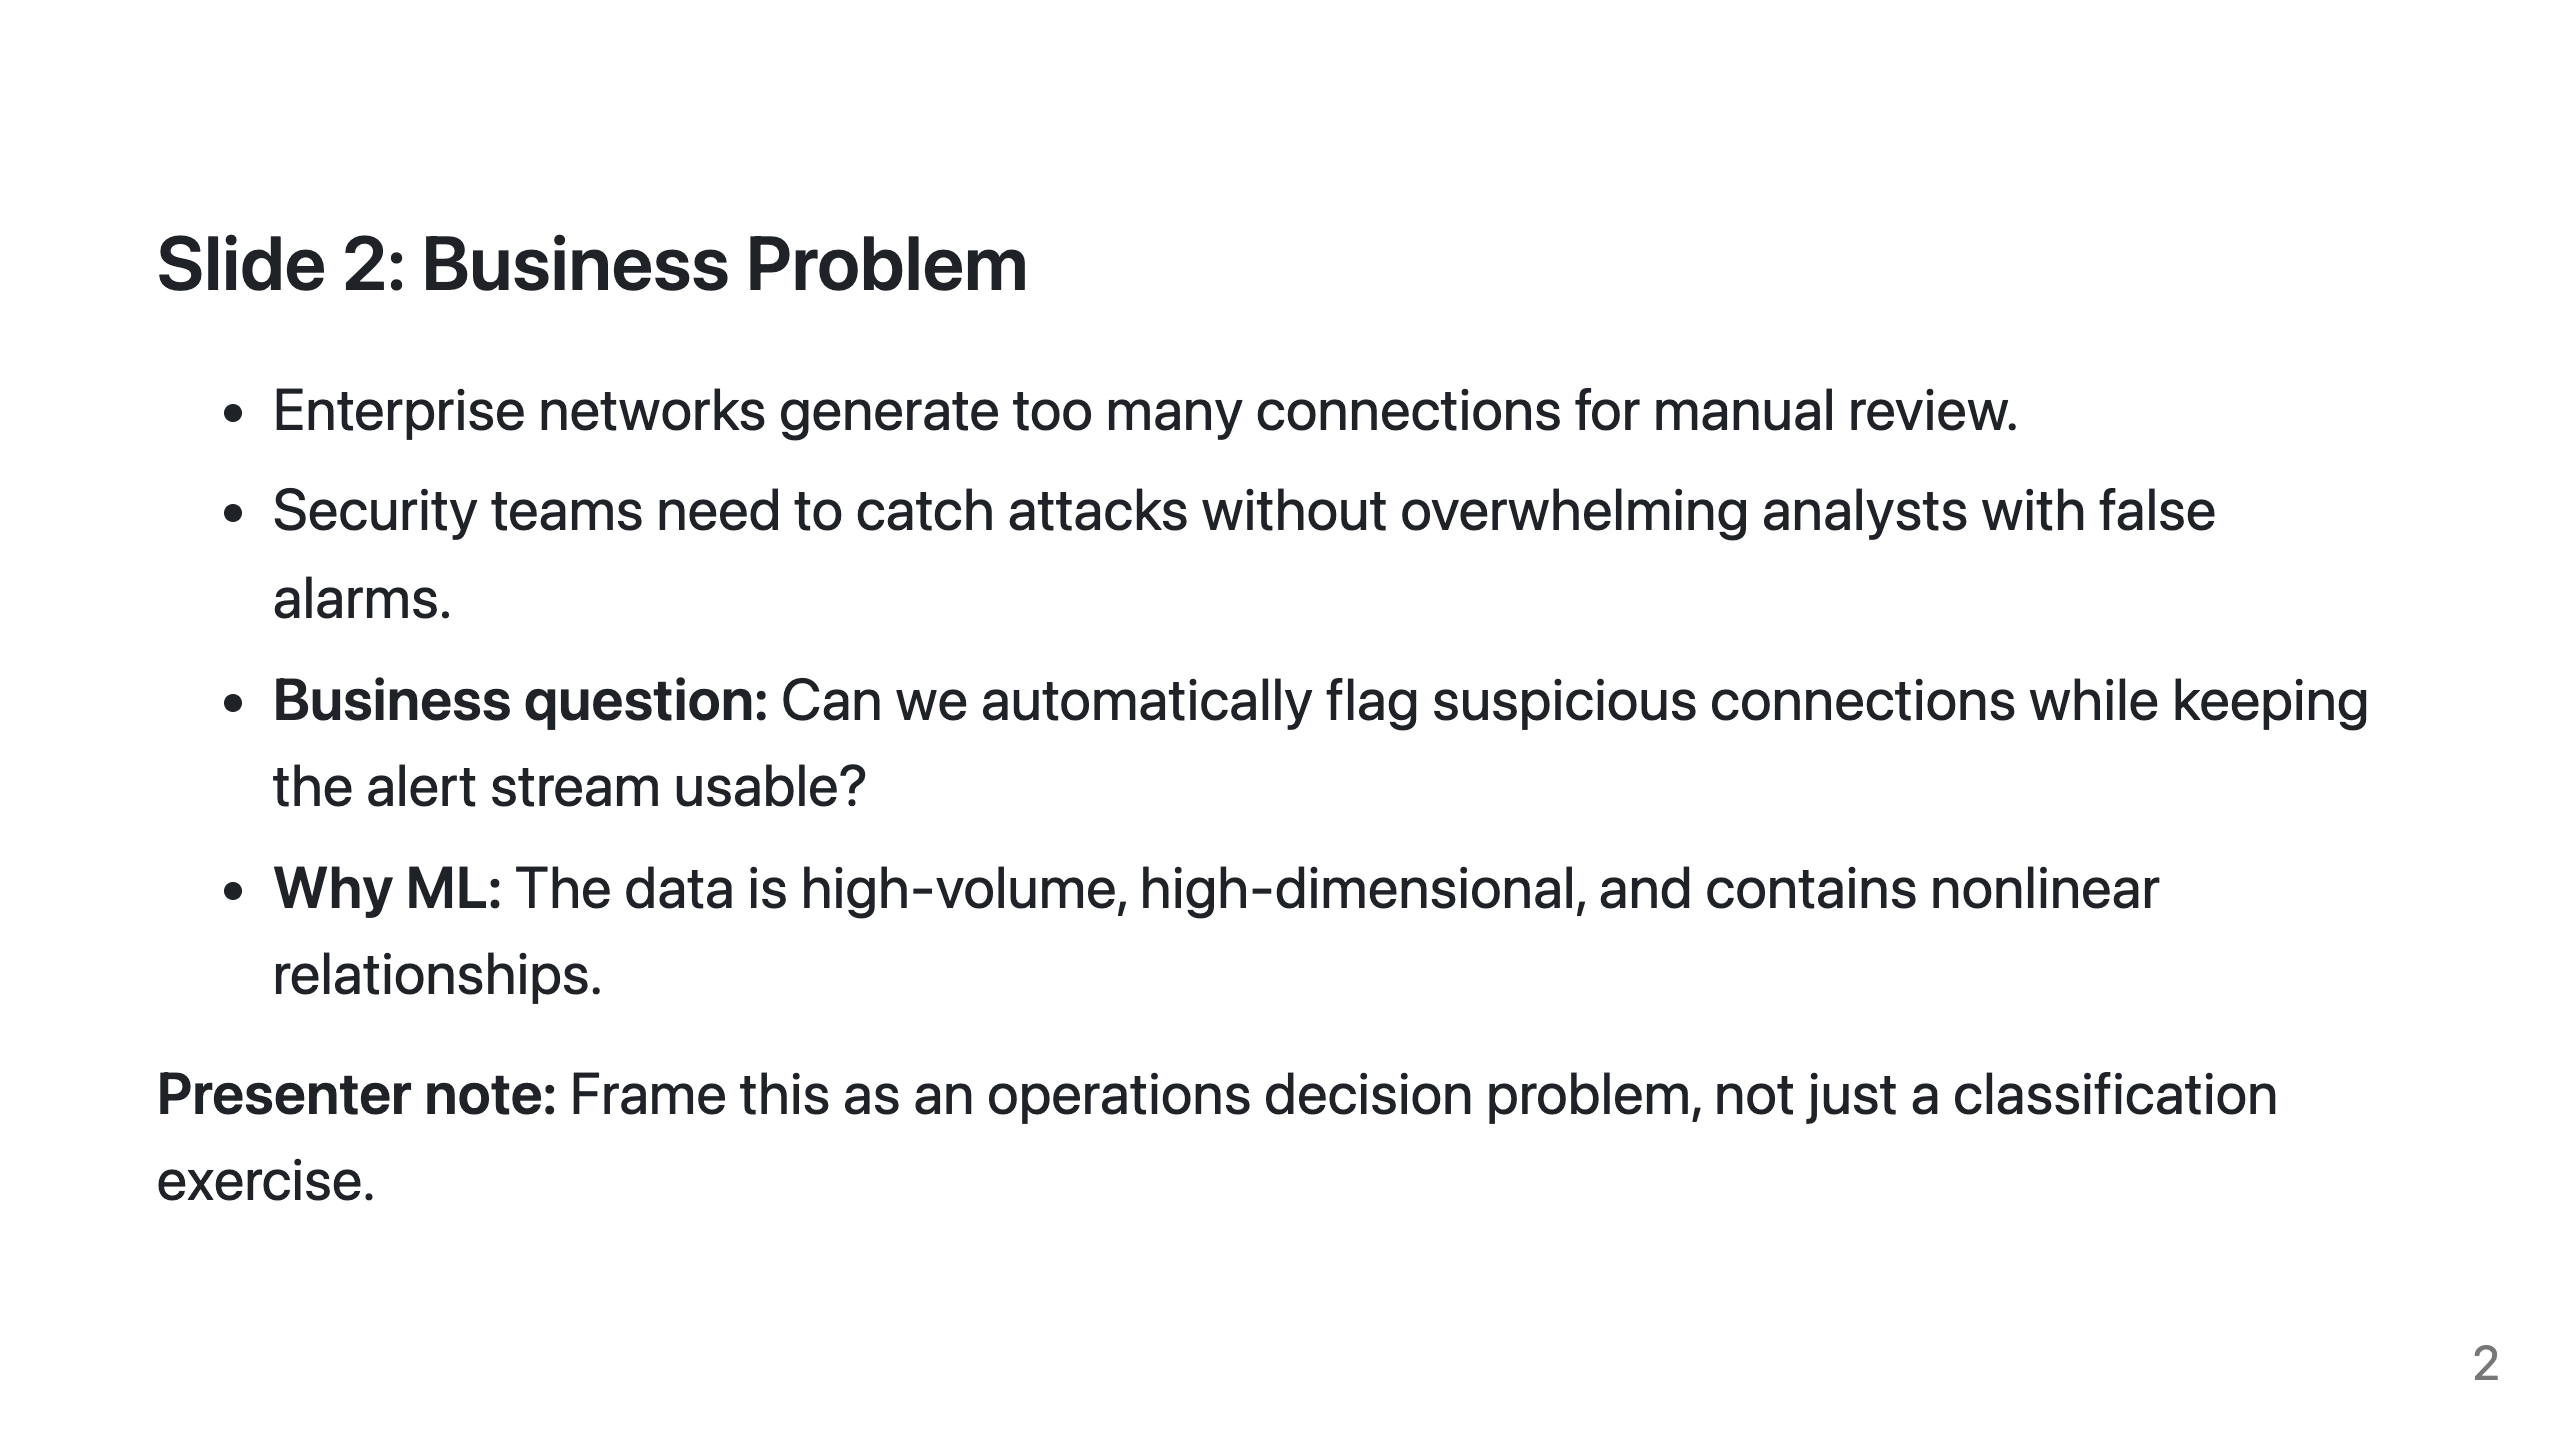 Slide 2: Business Problem
• Enterprise networks generate too many connections for manual review.
• Security teams need to catch attacks without overwhelming analysts with false
alarms.
• Business question: Can we automatically flag suspicious connections while keeping
the alert stream usable?
• Why ML: The data is high-volume, high-dimensional, and contains nonlinear
relationships.
Presenter note: Frame this as an operations decision problem, not just a classification
exercise.
2